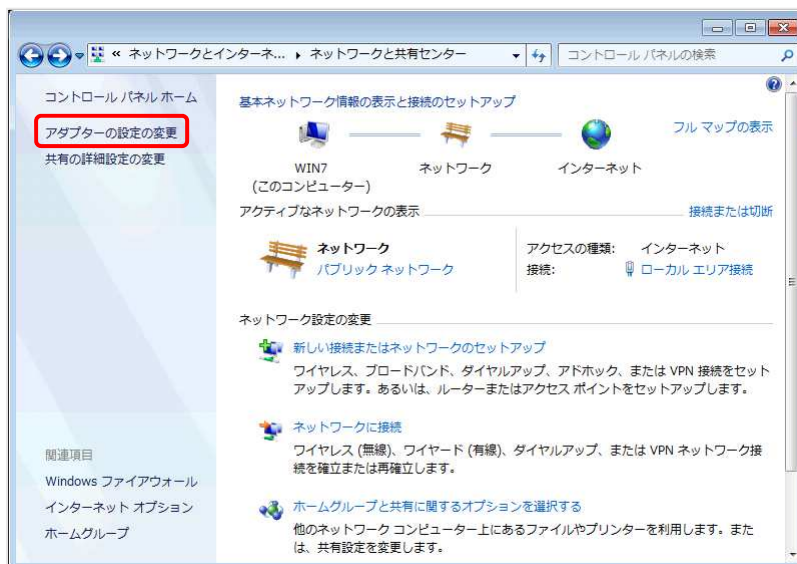 « ネットワークとインターネ... ▸ ネットワークと共有センター
コントロール パネルの検索
コントロール パネル ホーム
アダプターの設定の変更
共有の詳細設定の変更
基本ネットワーク情報の表示と接続のセットアップ
フル マップの表示
WIN7
(このコンピューター)
ネットワーク
インターネット
アクティブなネットワークの表示
接続または切断
ネットワーク
パブリック ネットワーク
アクセスの種類: インターネット
接続: ローカル エリア接続
ネットワーク設定の変更
新しい接続またはネットワークのセットアップ
ワイヤレス、ブロードバンド、ダイヤルアップ、アドホック、または VPN 接続をセット
アップします。あるいは、ルーターまたはアクセス ポイントをセットアップします。
ネットワークに接続
ワイヤレス (無線)、ワイヤード (有線)、ダイヤルアップ、または VPN ネットワーク接
続を確立または再確立します。
ホームグループと共有に関するオプションを選択する
他のネットワーク コンピューター上にあるファイルやプリンターを利用します。また
は、共有設定を変更します。
関連項目
Windows ファイアウォール
インターネット オプション
ホームグループ